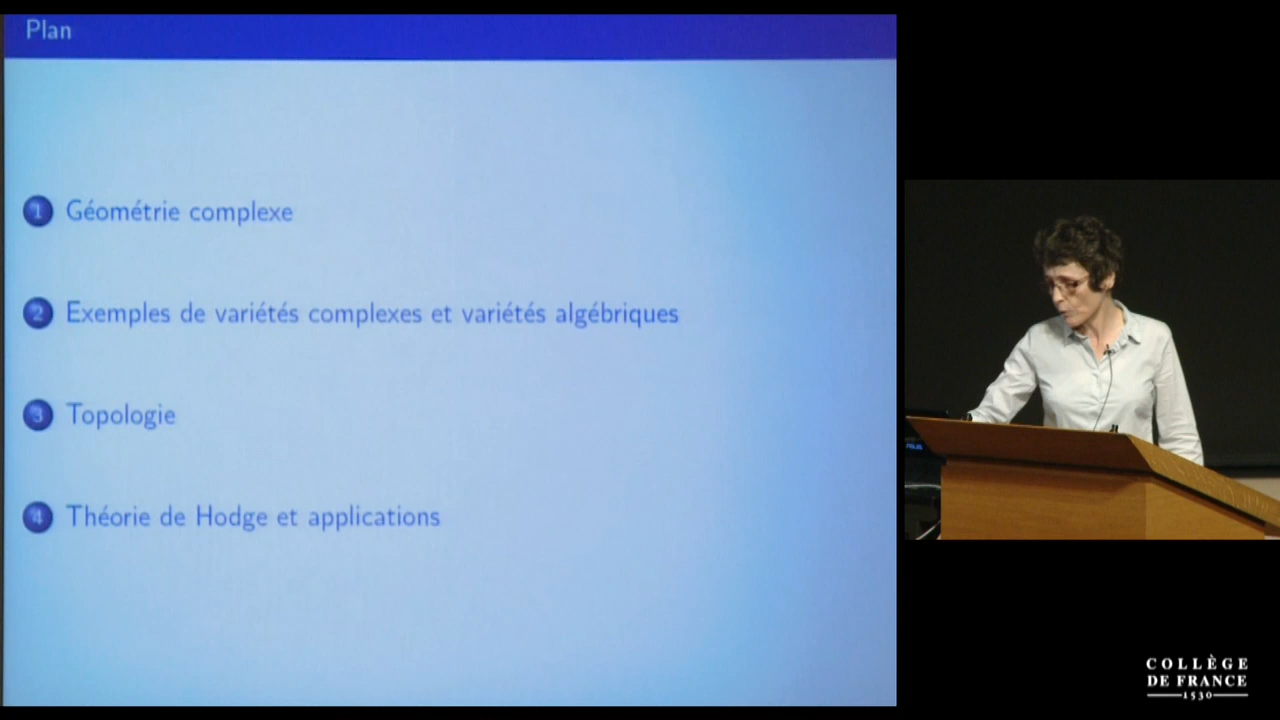 Plan
1 Géométrie complexe
2 Exemples de variétés complexes et variétés algébriques
3 Topologie
4 Théorie de Hodge et applications
COLLÈGE
DE FRANCE
1530